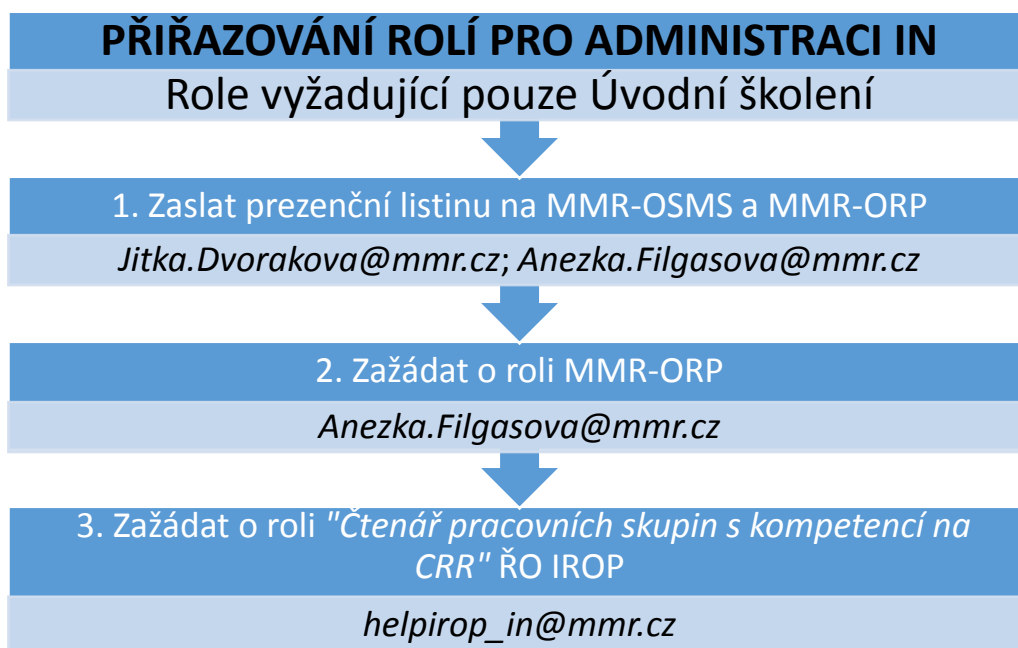 PŘIŘAZOVÁNÍ ROLÍ PRO ADMINISTRACI IN
Role vyžadující pouze Úvodní školení
1. Zaslat prezenční listinu na MMR-OSMS a MMR-ORP
Jitka.Dvorakova@mmr.cz; Anezka.Filgasova@mmr.cz
2. Zažádat o roli MMR-ORP
Anezka.Filgasova@mmr.cz
3. Zažádat o roli "Čtenář pracovních skupin s kompetencí na
CRR" ŘO IROP
helpirop_in@mmr.cz